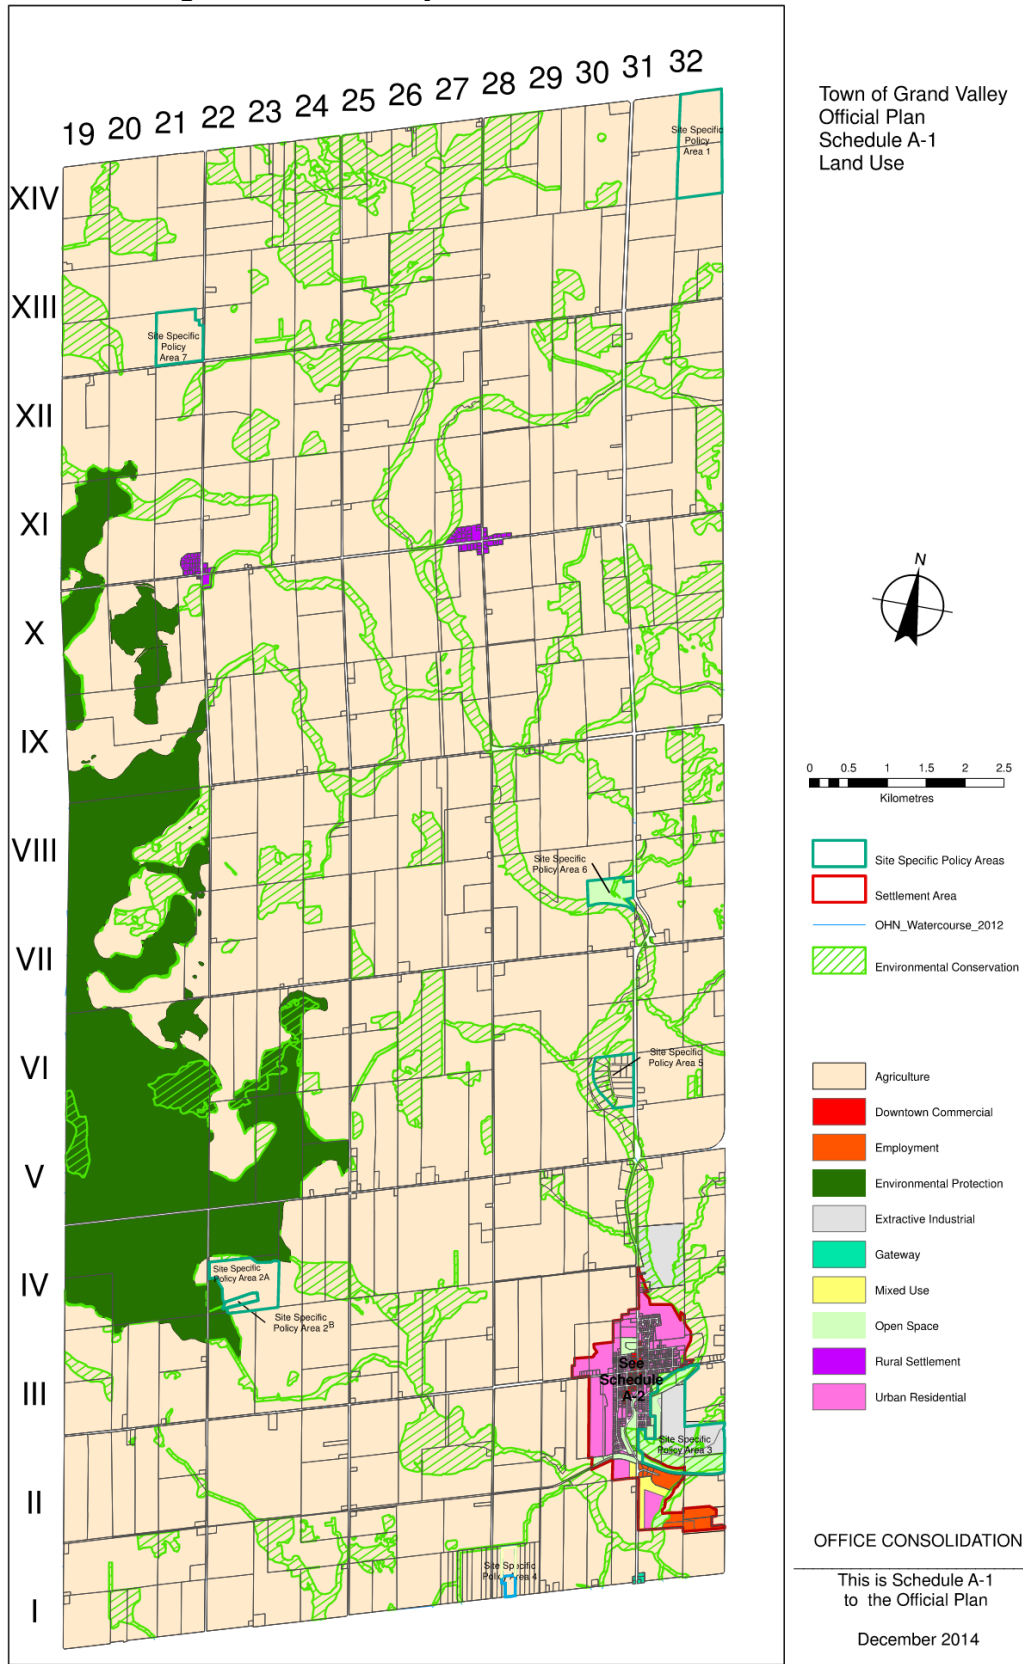 19 20 21 22 23 24 25 26 27 28 29 30 31 32
Town of Grand Valley
Official Plan
Schedule A-1
Land Use
Site Specific
Policy
Area 1
XIV
XIII
Site Specific
Policy
Area 7
XII
XI
N
X
IX
0 0.5 1 1.5 2 2.5
Kilometres
VIII
Site Specific
Policy Area 6
Site Specific Policy Areas
Settlement Area
OHN_Watercourse_2012
Environmental Conservation
VII
VI
Site Specific
Policy Area 5
Agriculture
Downtown Commercial
Employment
Environmental Protection
Extractive Industrial
Gateway
Mixed Use
Open Space
Rural Settlement
Urban Residential
V
IV
Site Specific
Policy Area 2A
Site Specific
Policy Area 2B
III
See
Schedule
A-2
Site Specific
Policy Area 3
II
Site Specific
Policy Area 4
I
OFFICE CONSOLIDATION
This is Schedule A-1
to the Official Plan
December 2014